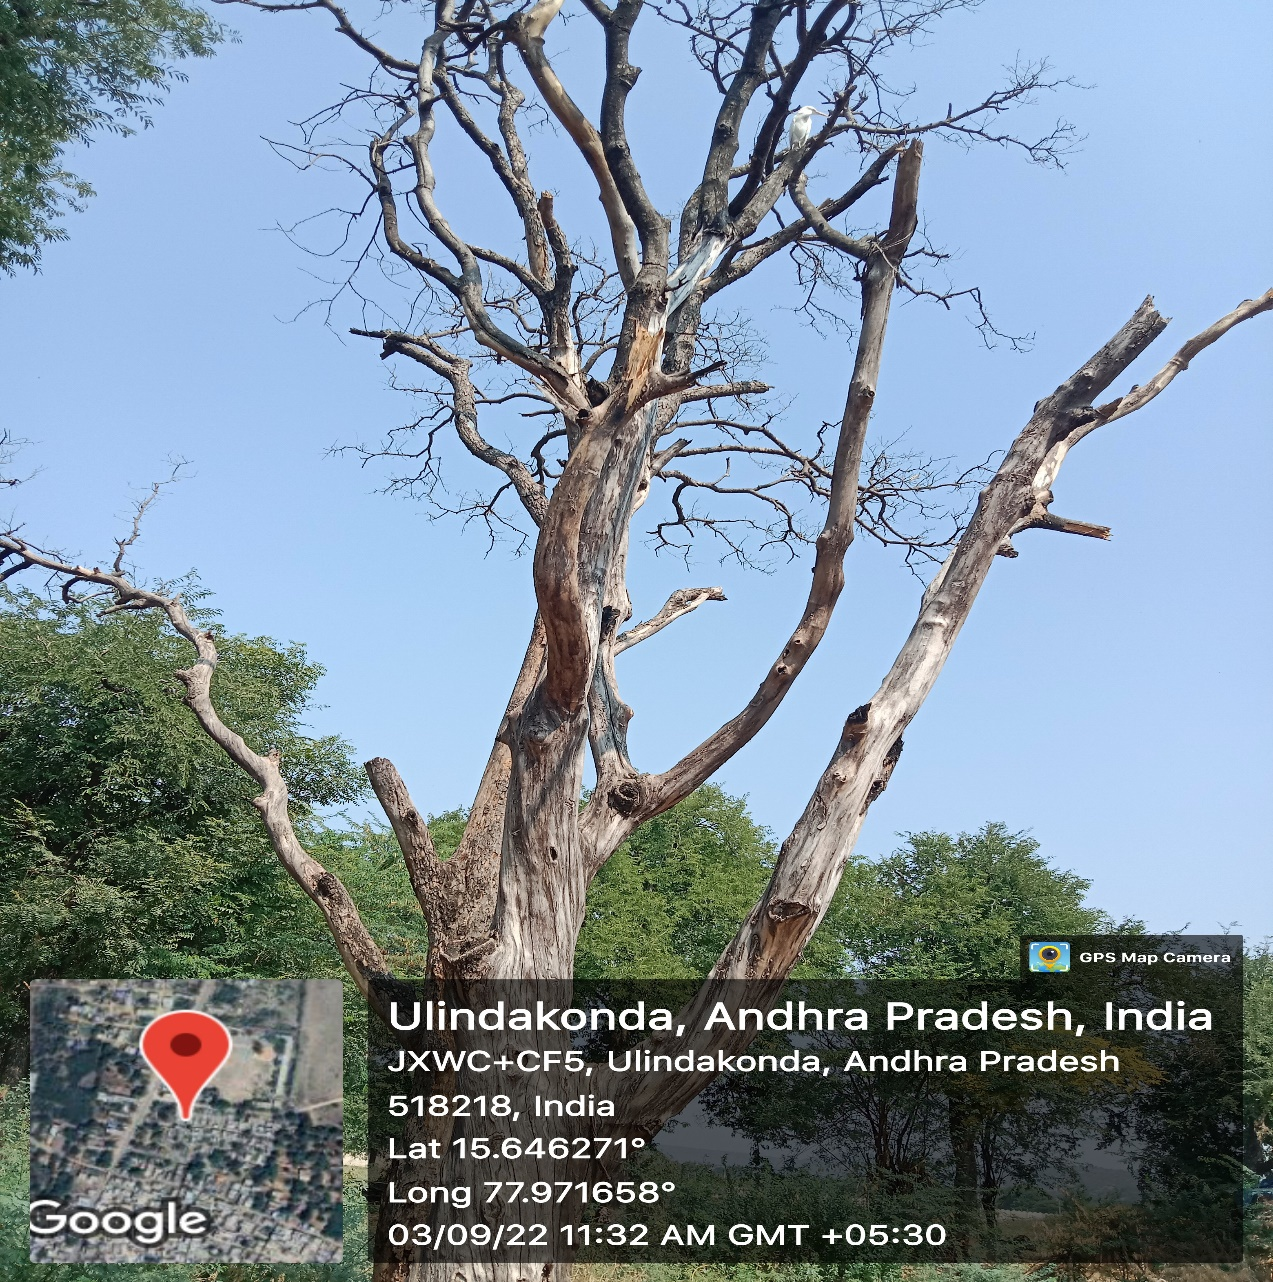 GPS Map Camera
Ulindakonda, Andhra Pradesh, India
JXWC+CF5, Ulindakonda, Andhra Pradesh
518218, India
Lat 15.646271°
Long 77.971658°
03/09/22 11:32 AM GMT +05:30
Google